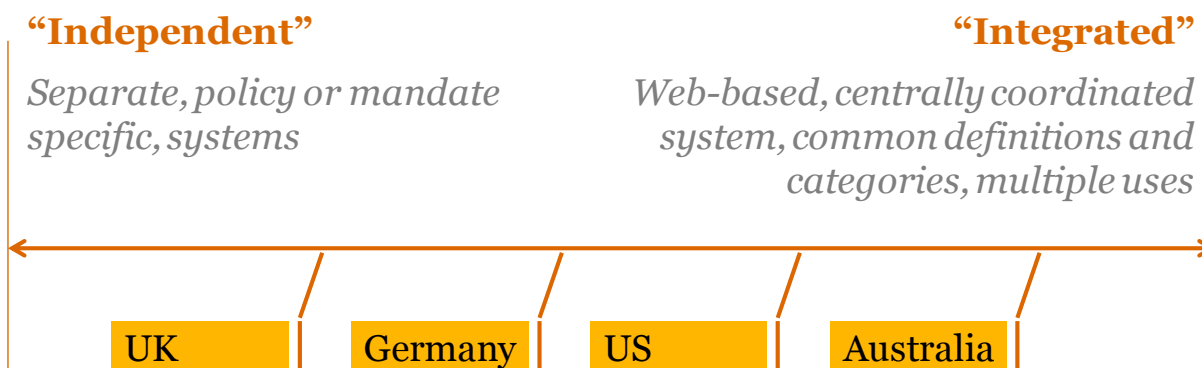 “Independent”
“Integrated”
Separate, policy or mandate
specific, systems
Web-based, centrally coordinated
system, common definitions and
categories, multiple uses
UK
Germany
US
Australia